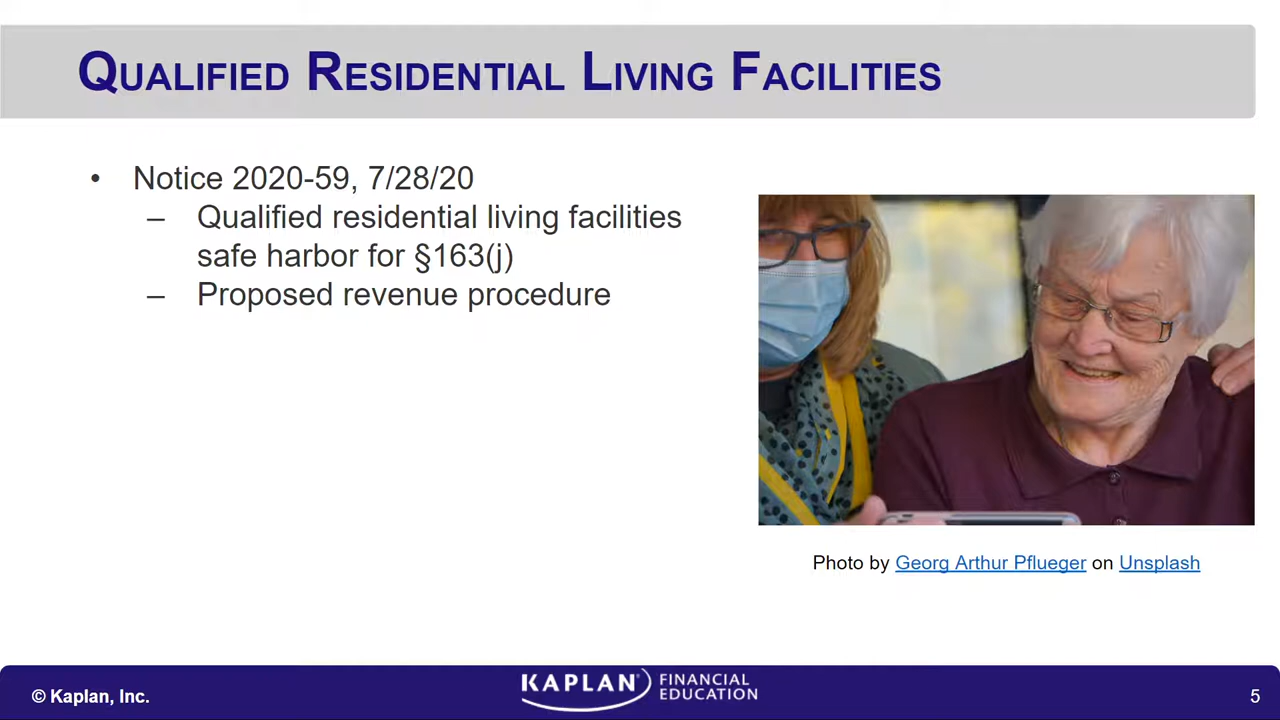 QUALIFIED RESIDENTIAL LIVING FACILITIES
• Notice 2020-59, 7/28/20
– Qualified residential living facilities
safe harbor for §163(j)
– Proposed revenue procedure
Photo by Georg Arthur Pflueger on Unsplash
© Kaplan, Inc.
KAPLAN FINANCIAL
EDUCATION
5